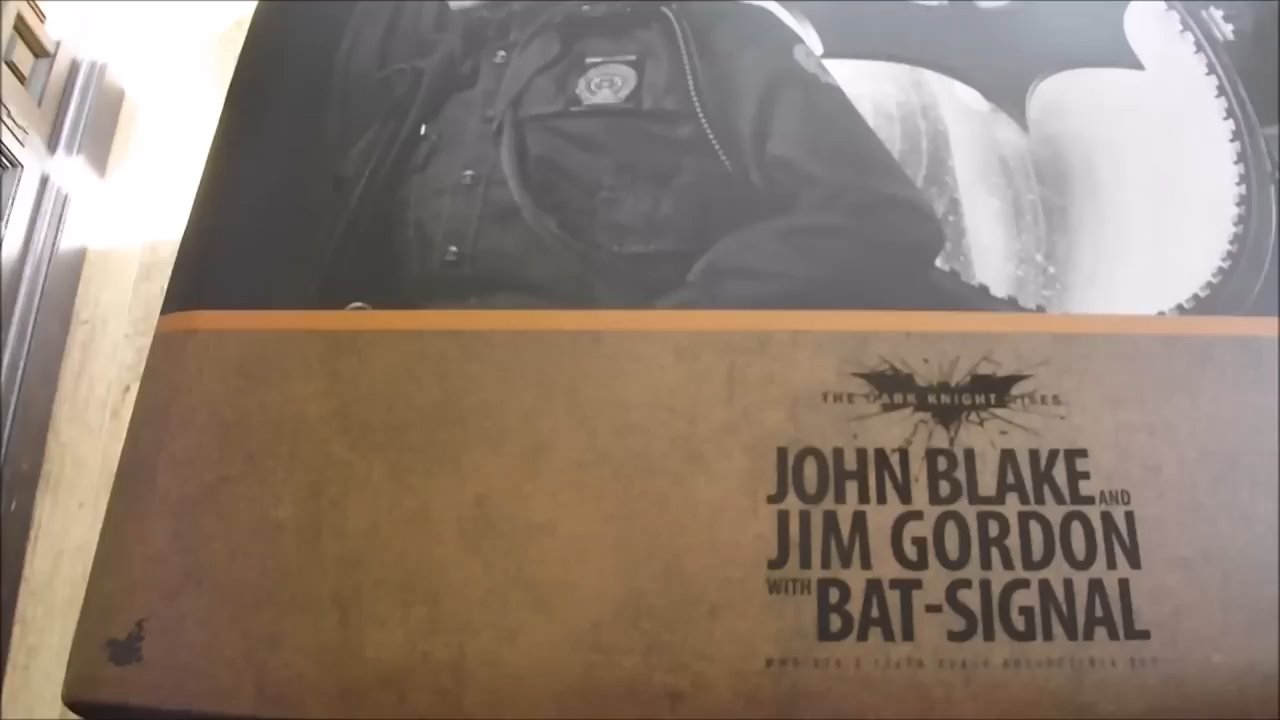 THE DARK KNIGHT RISES
JOHN BLAKE AND
JIM GORDON
WITH BAT-SIGNAL